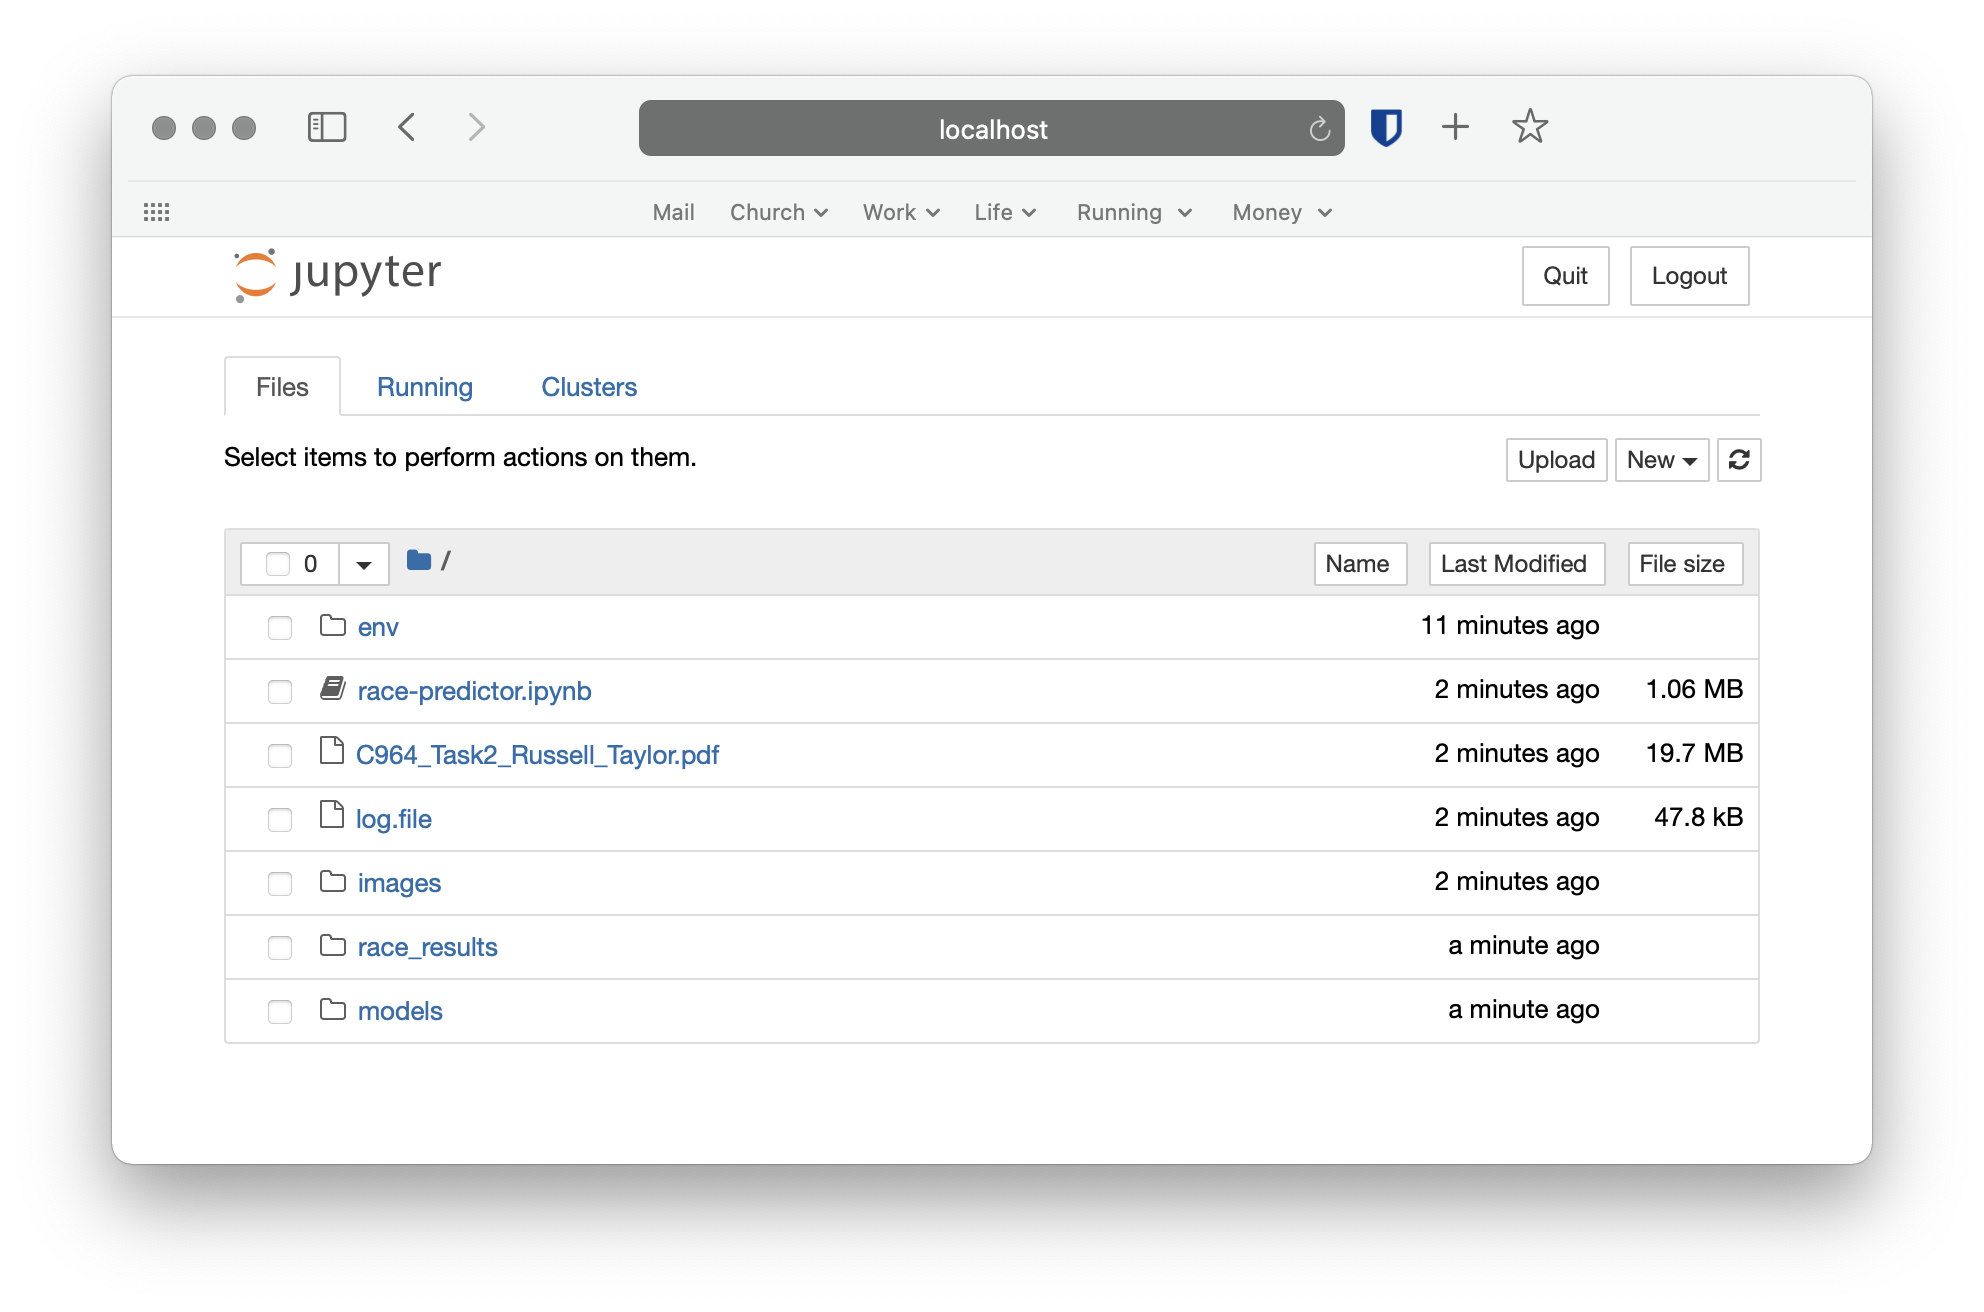 localhost
Mail Church Work Life Running Money
jupyter
Quit Logout
Files Running Clusters
Select items to perform actions on them.
Upload New
0 / Name Last Modified File size
env 11 minutes ago
race-predictor.ipynb 2 minutes ago 1.06 MB
C964_Task2_Russell_Taylor.pdf 2 minutes ago 19.7 MB
log.file 2 minutes ago 47.8 kB
images 2 minutes ago
race_results a minute ago
models a minute ago